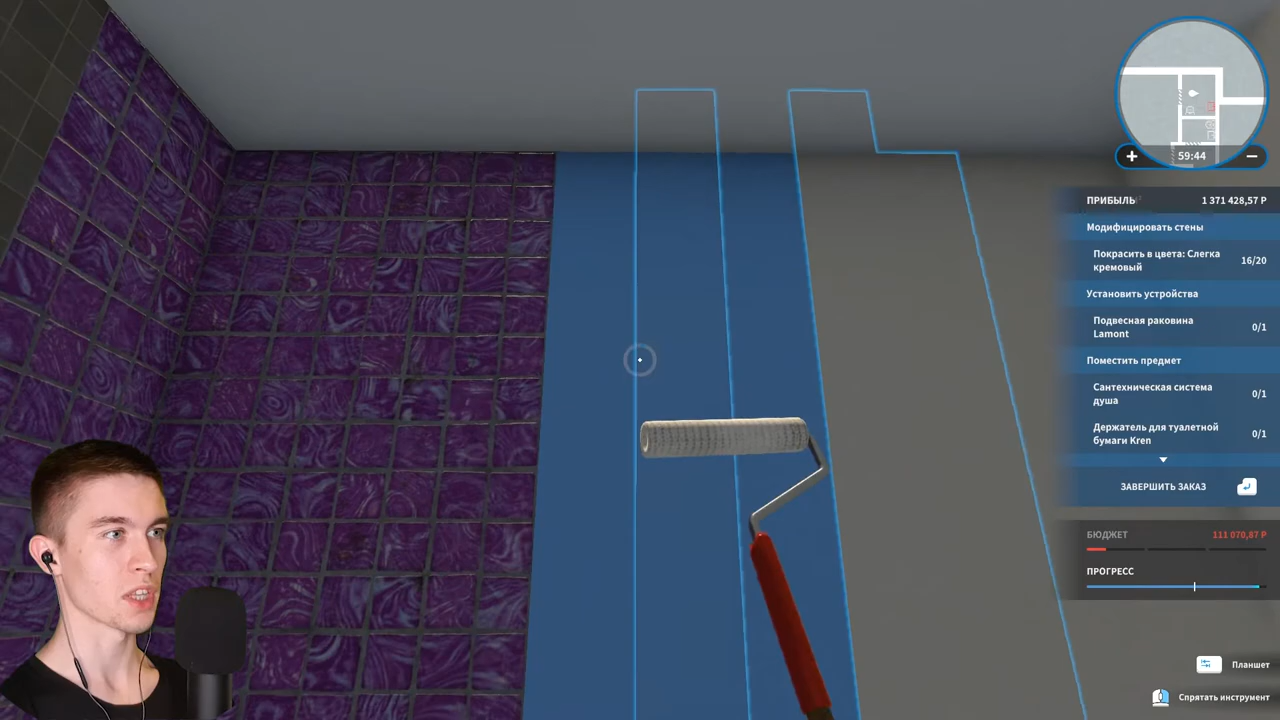 + 59:44 −
ПРИБЫЛЬ 1 371 428,57 Р
Модифицировать стены
Покрасить в цвета: Слегка
кремовый 16/20
Установить устройства
Подвесная раковина
Lamont 0/1
Поместить предмет
Сантехническая система
душа 0/1
Держатель для туалетной
бумаги Kren 0/1
ЗАВЕРШИТЬ ЗАКАЗ
БЮДЖЕТ 111 070,87 Р
ПРОГРЕСС
Планшет
Спрятать инструмент